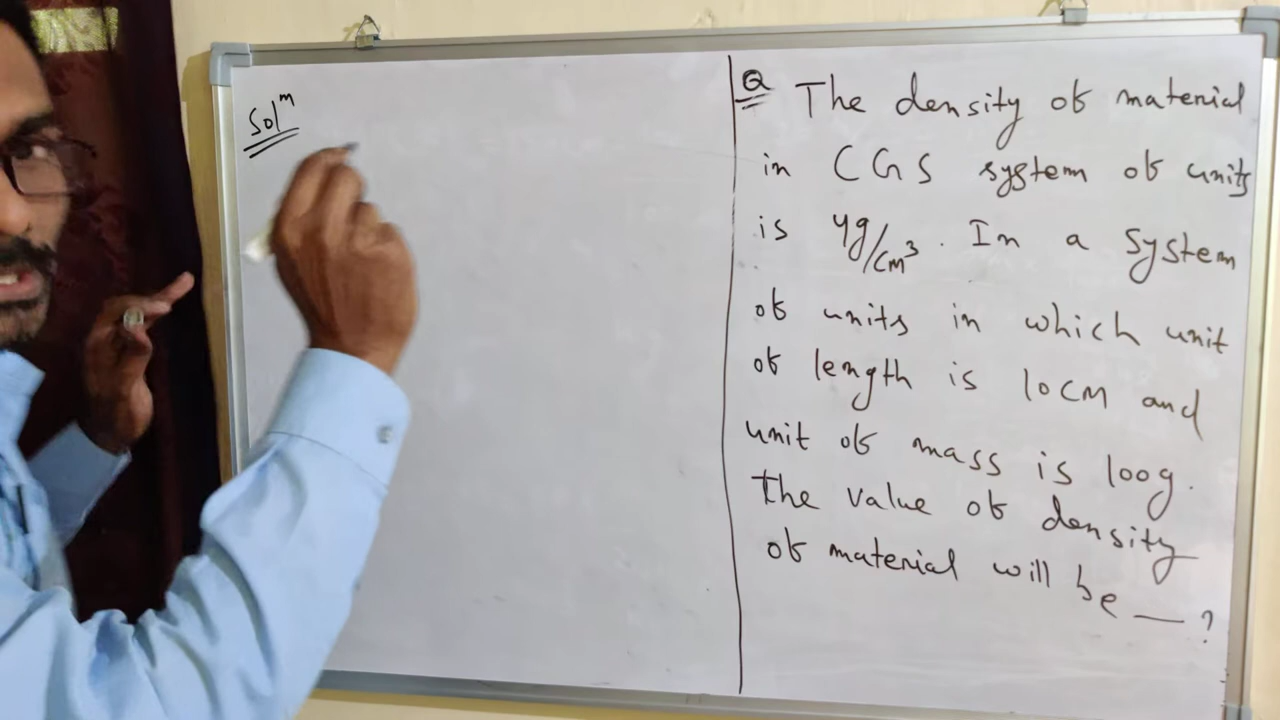 Solⁿ
Q The density of material
in CGS system of units
is 4g/cm³. In a system
of units in which unit
of length is 10cm and
unit of mass is 100g.
The value of density
of material will be — ?